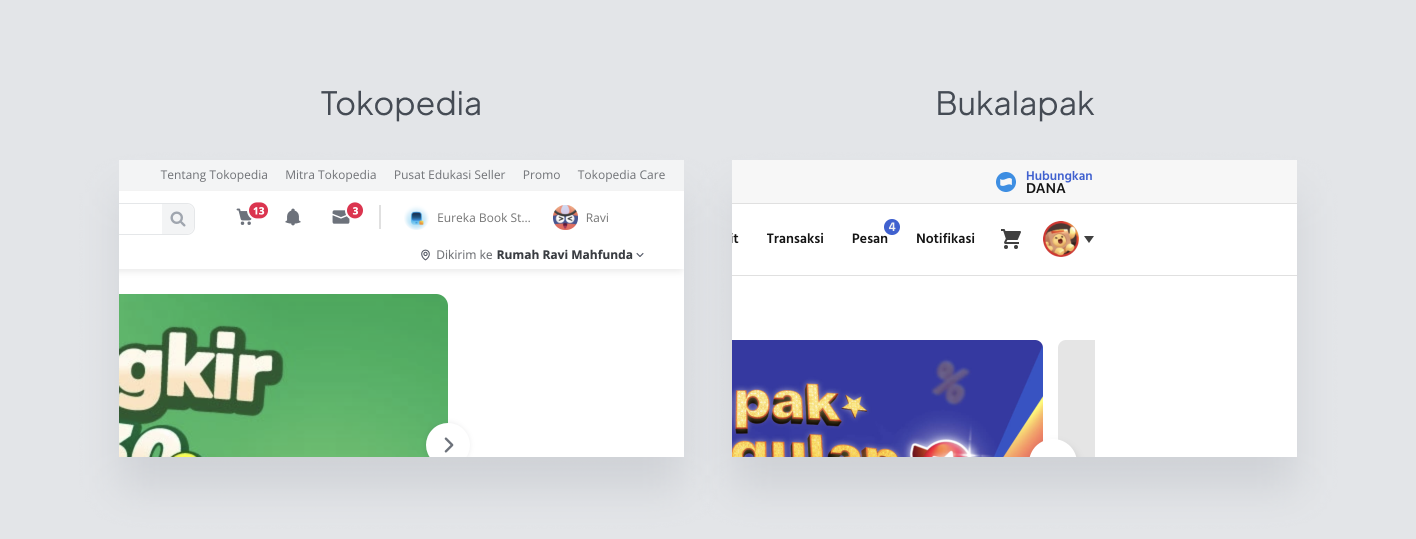 Tokopedia
Tentang Tokopedia Mitra Tokopedia Pusat Edukasi Seller Promo Tokopedia Care
13 3 Eureka Book St... Ravi
Dikirim ke Rumah Ravi Mahfunda
gkir
Bukalapak
Hubungkan
DANA
it Transaksi Pesan 4 Notifikasi
%
pak
gulan